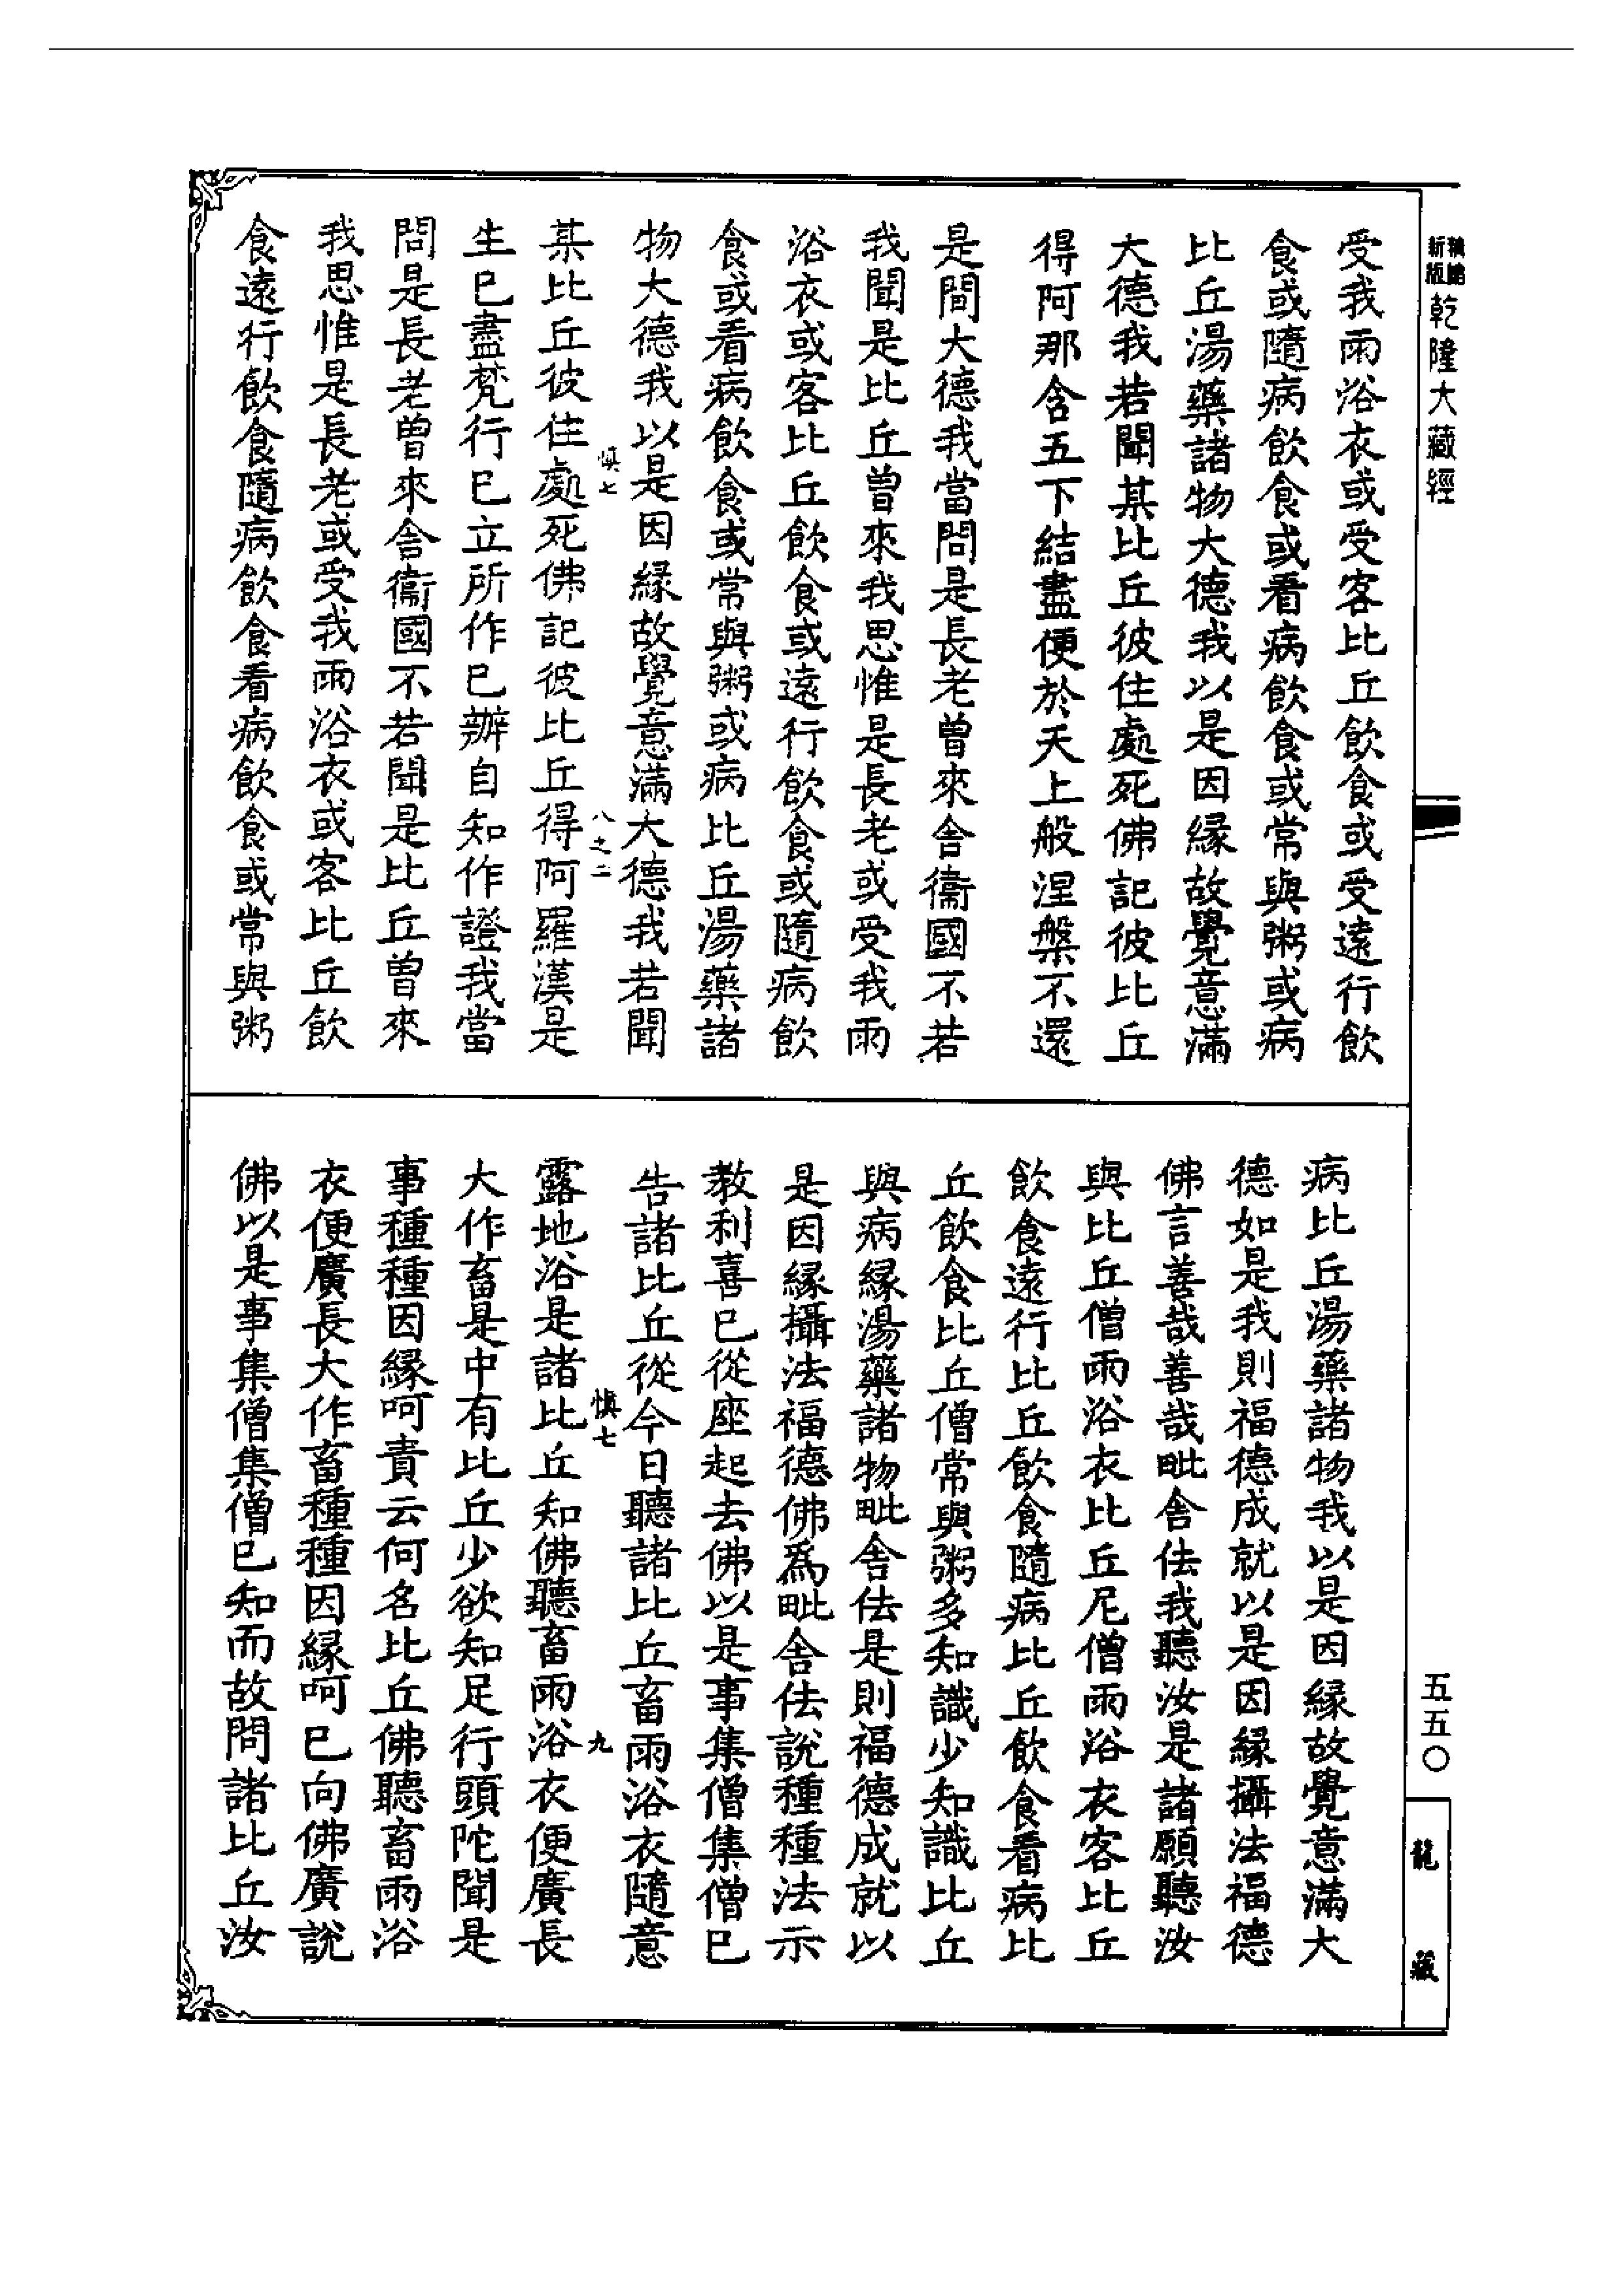 新版
乾隆大藏經
受我雨浴衣或受客比丘飲食或受遠行飲
食或隨病飲食或看病飲食或常與粥或病
比丘湯藥諸物大德我以是因緣故覺意滿
大德我若聞某比丘彼住處死佛記彼比丘
得阿那含五下結盡便於天上般涅槃不還
是間大德我當問是長老曾來舍衞國不若
我聞是比丘曾來我思惟是長老或受我雨
浴衣或客比丘飲食或遠行飲食或隨病飲
食或看病飲食或常與粥或病比丘湯藥諸
物大德我以是因緣故覺意滿大德我若聞
慎七
八之二
某比丘彼住處死佛記彼比丘得阿羅漢是
生已盡梵行已立所作已辦自知作證我當
問是長老曾來舍衞國不若聞是比丘曾來
我思惟是長老或受我雨浴衣或客比丘飲
食遠行飲食隨病飲食看病飲食或常與粥
病比丘湯藥諸物我以是因緣故覺意滿大
德如是我則福德成就以是因緣攝法福德
佛言善哉善哉毗舍佉我聽汝是諸願聽汝
與比丘僧雨浴衣比丘尼僧雨浴衣客比丘
飲食遠行比丘飲食隨病比丘飲食看病比
丘飲食比丘僧常與粥多知識少知識比丘
與病緣湯藥諸物毗舍佉是則福德成就以
是因緣攝法福德佛為毗舍佉說種種法示
教利喜已從座起去佛以是事集僧集僧已
告諸比丘從今日聽諸比丘畜雨浴衣隨意
慎七
九
露地浴是諸比丘知佛聽畜雨浴衣便廣長
大作畜是中有比丘少欲知足行頭陀聞是
事種種因緣呵責云何名比丘佛聽畜雨浴
衣便廣長大作畜種種因緣呵已向佛廣說
佛以是事集僧集僧已知而故問諸比丘汝
五五〇
龍藏